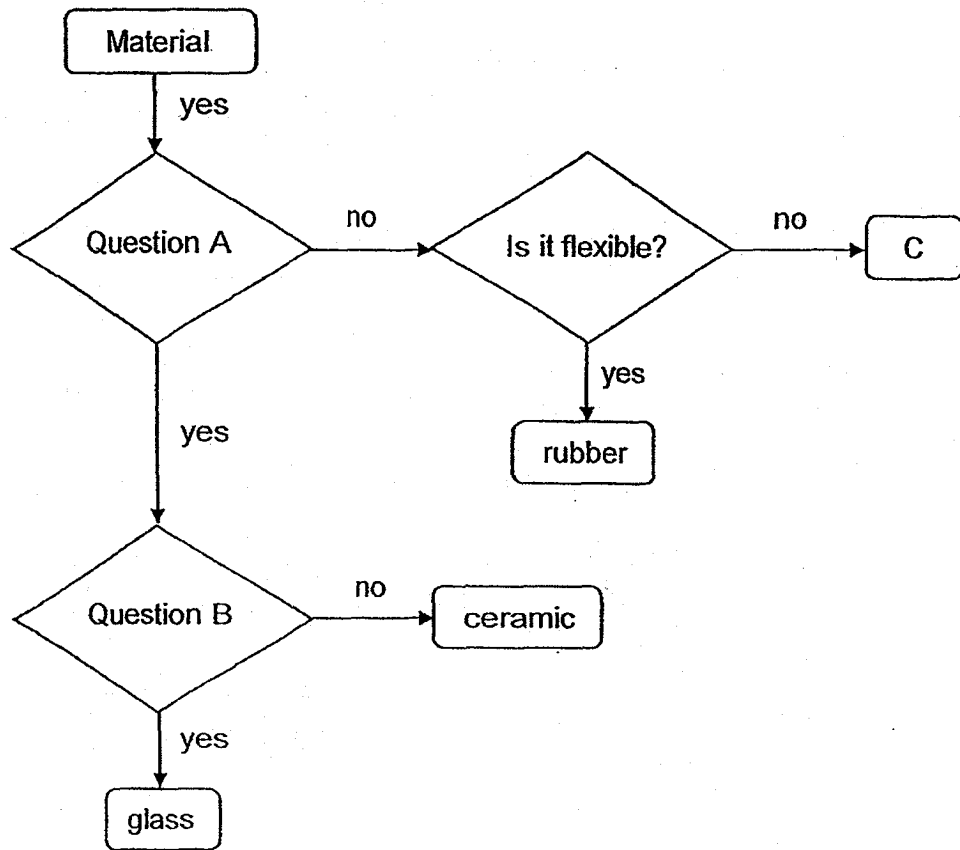 Material
yes
Question A
no
Is it flexible?
no
C
yes
rubber
yes
Question B
no
ceramic
yes
glass